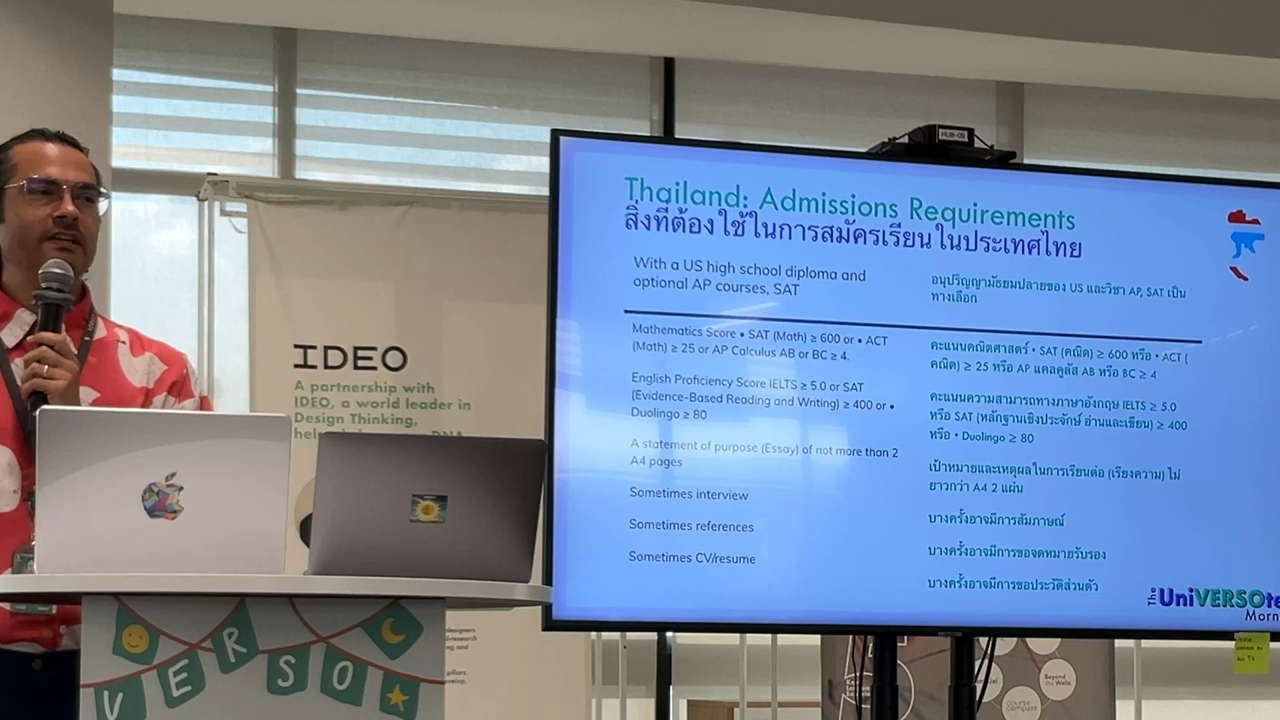 HUB-03
Thailand: Admissions Requirements
สิ่งที่ต้องใช้ในการสมัครเรียนในประเทศไทย
With a US high school diploma and
optional AP courses, SAT
อนุปริญญามัธยมปลายของ US และวิชา AP, SAT เป็น
ทางเลือก
Mathematics Score • SAT (Math) ≥ 600 or • ACT
(Math) ≥ 25 or AP Calculus AB or BC ≥ 4.
English Proficiency Score IELTS ≥ 5.0 or SAT
(Evidence-Based Reading and Writing) ≥ 400 or •
Duolingo ≥ 80
A statement of purpose (Essay) of not more than 2
A4 pages
Sometimes interview
Sometimes references
Sometimes CV/resume
คะแนนคณิตศาสตร์ • SAT (คณิต) ≥ 600 หรือ • ACT (
คณิต) ≥ 25 หรือ AP แคลคูลัส AB หรือ BC ≥ 4
คะแนนความสามารถทางภาษาอังกฤษ IELTS ≥ 5.0
หรือ SAT (หลักฐานเชิงประจักษ์ อ่านและเขียน) ≥ 400
หรือ • Duolingo ≥ 80
เป้าหมายและเหตุผลในการเรียนต่อ (เรียงความ) ไม่
ยาวกว่า A4 2 แผ่น
บางครั้งอาจมีการสัมภาษณ์
บางครั้งอาจมีการขอจดหมายรับรอง
บางครั้งอาจมีการขอประวัติส่วนตัว
The UniVERSOte
Morn
IDEO
A partnership with
IDEO, a world leader in
Design Thinking,
VERSO
Beyond
the Walls
course
compass